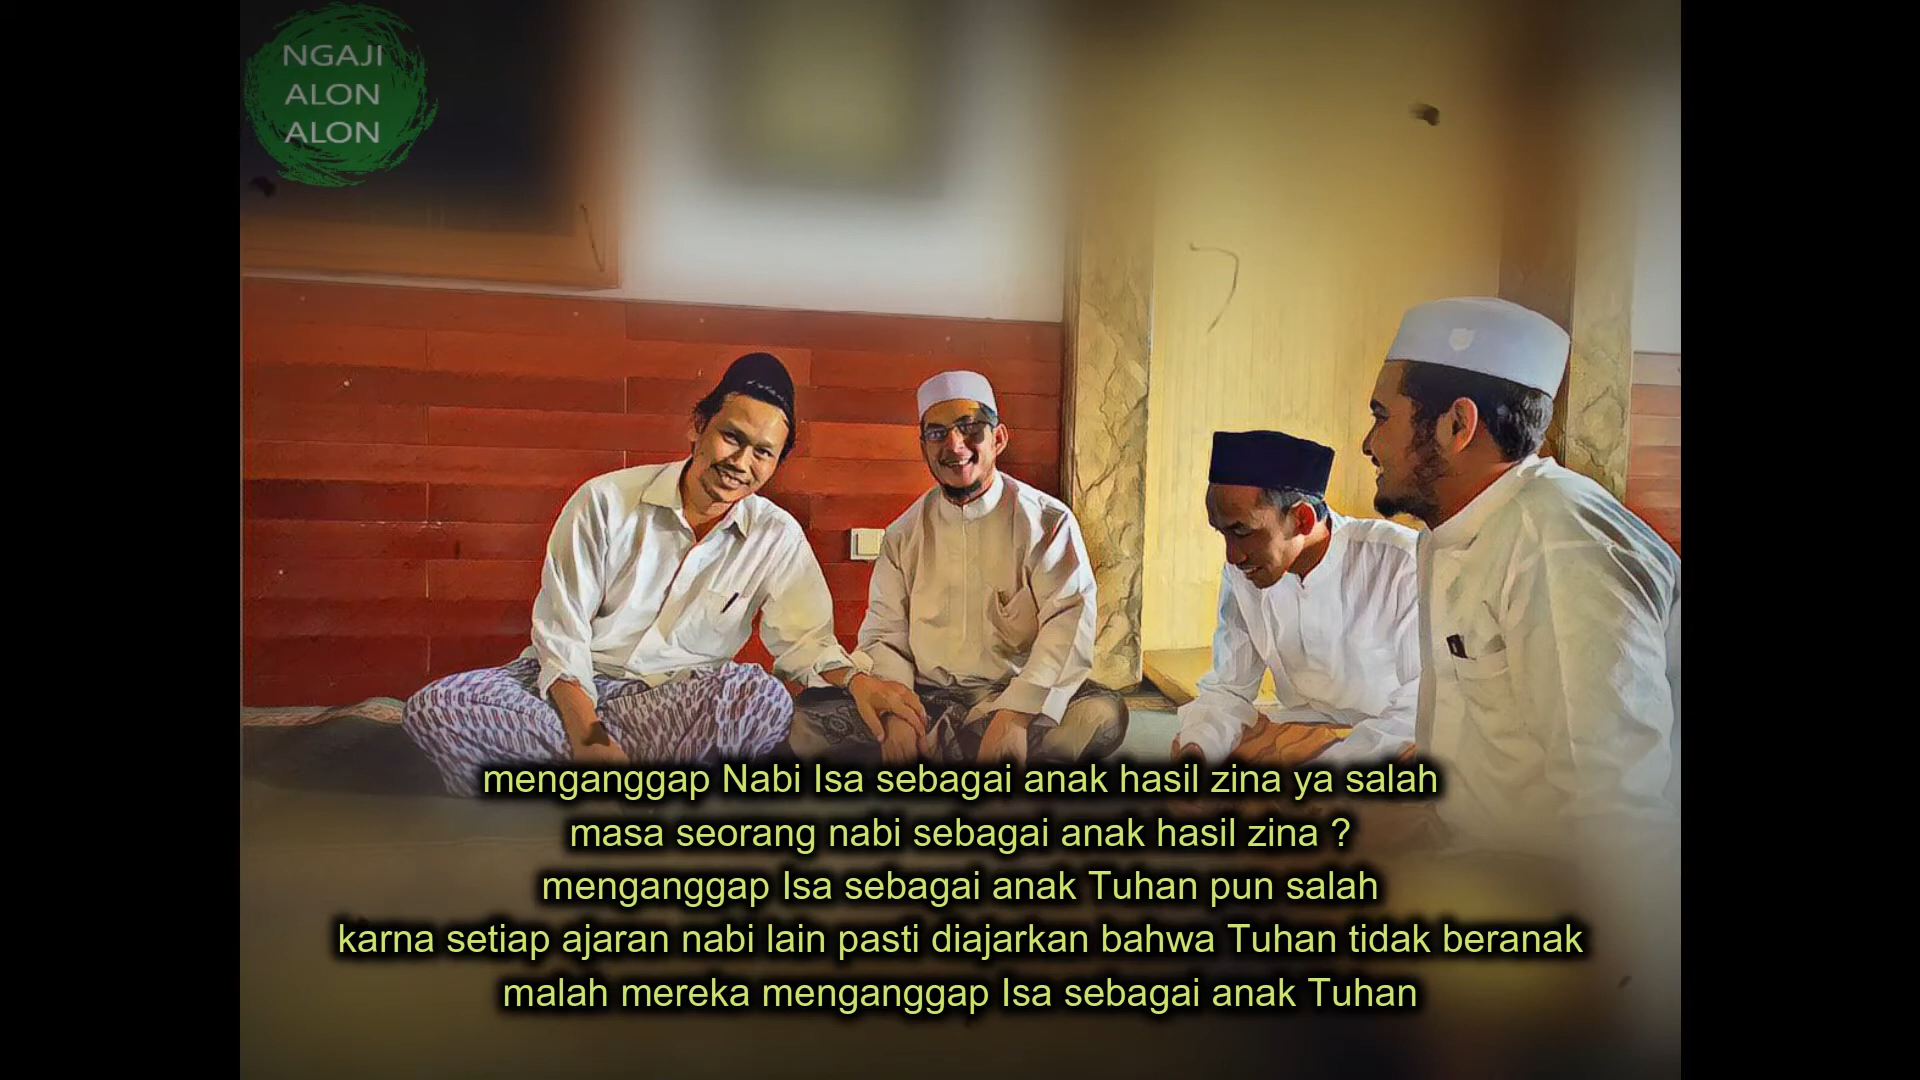 NGAJI
ALON
ALON
menganggap Nabi Isa sebagai anak hasil zina ya salah
masa seorang nabi sebagai anak hasil zina ?
menganggap Isa sebagai anak Tuhan pun salah
karna setiap ajaran nabi lain pasti diajarkan bahwa Tuhan tidak beranak
malah mereka menganggap Isa sebagai anak Tuhan